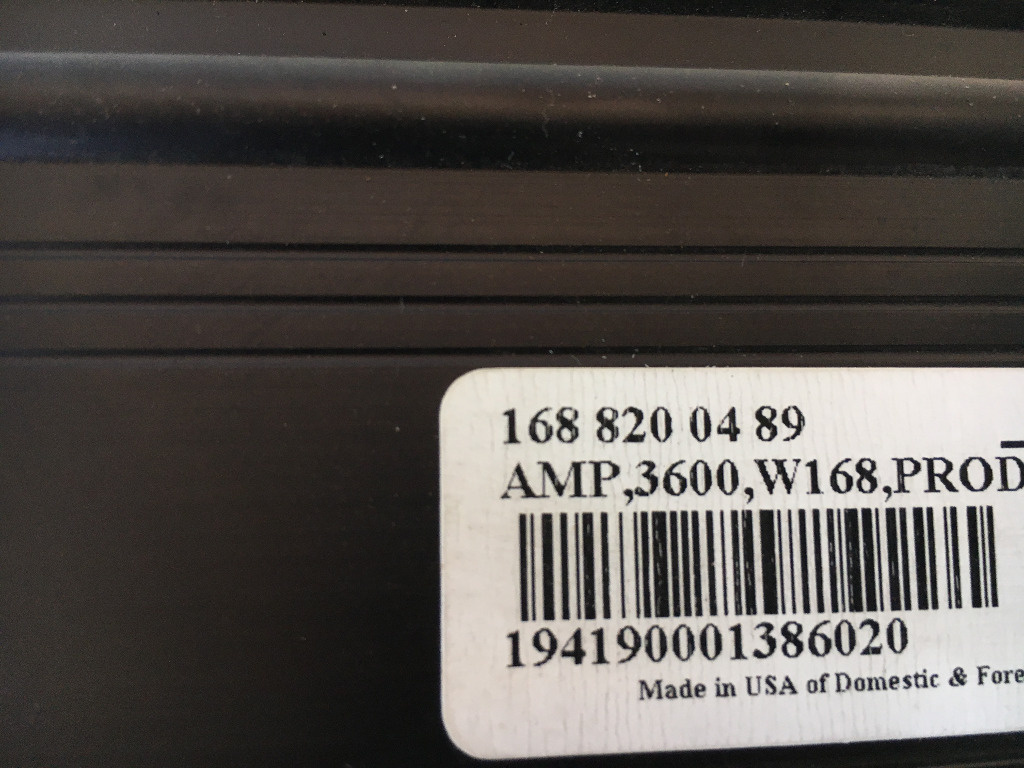 168 820 04 89
AMP,3600,W168,PROD
194190001386020
Made in USA of Domestic & Fore